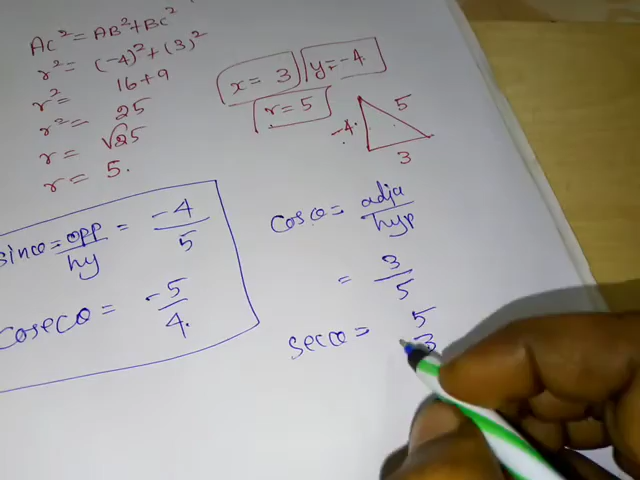 AC² = AB² + BC²
r² = (-4)² + (3)²
r² = 16+9
r² = 25
r = √25
r = 5.
x = 3 y = -4
r = 5
5
-4
3
sinθ = opp/hy = -4/5
cosecθ = -5/4.
cosθ = adja/hyp
= 3/5
secθ = 5/3